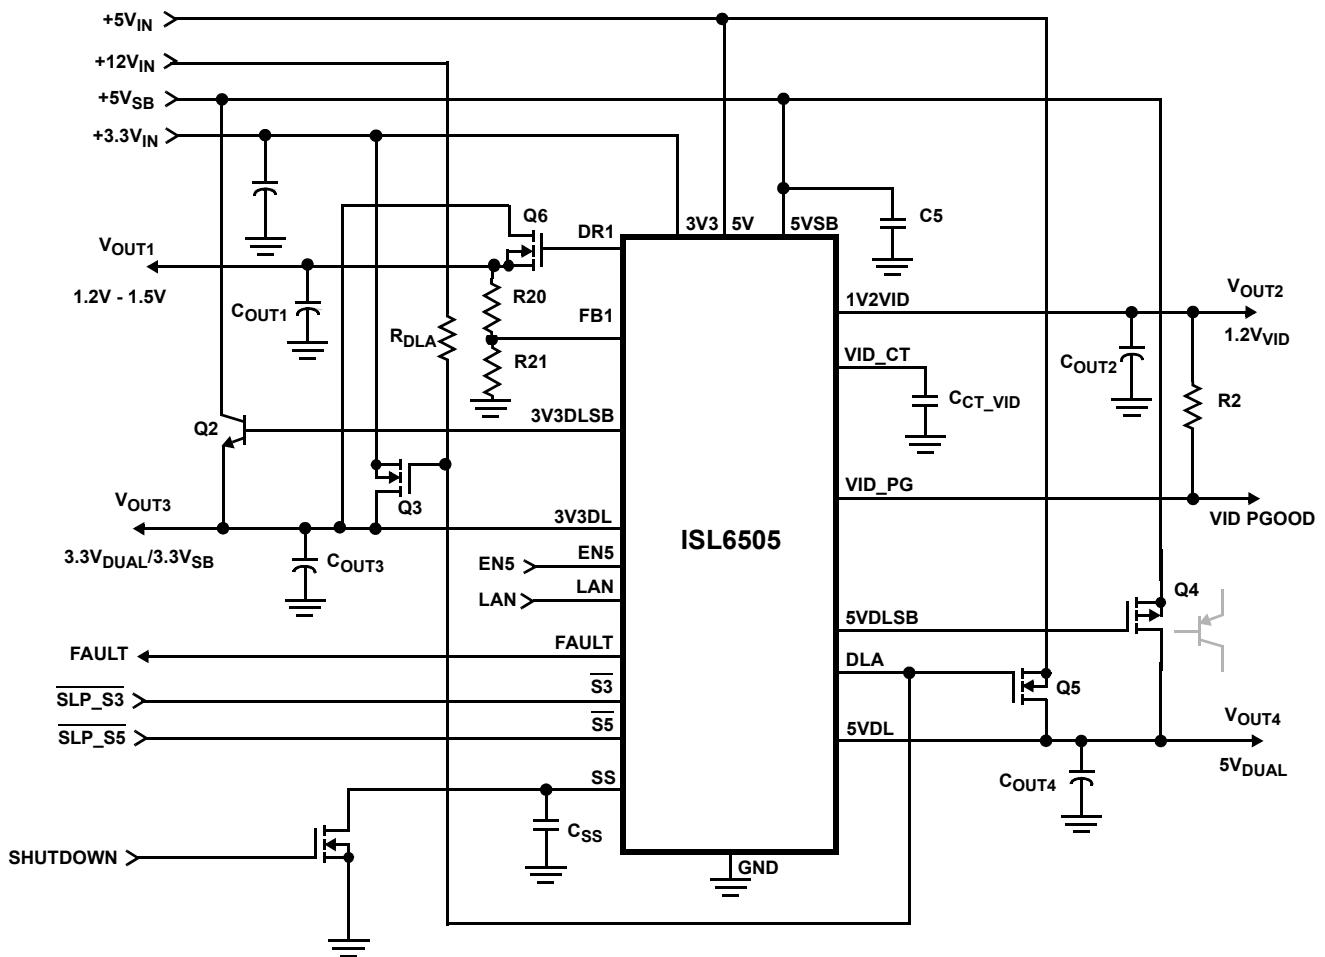 +5VIN
+12VIN
+5VSB
+3.3VIN
Q6
DR1
3V3
5V
5VSB
C5
VOUT1
1.2V - 1.5V
COUT1
R20
RDLA
FB1
R21
1V2VID
VOUT2
1.2VVID
COUT2
VID_CT
CCT_VID
R2
Q2
3V3DLSB
Q3
VID_PG
VID PGOOD
VOUT3
3.3VDUAL/3.3VSB
COUT3
3V3DL
ISL6505
EN5
EN5
LAN
LAN
5VDLSB
Q4
FAULT
FAULT
DLA
Q5
SLP_S3
S3
SLP_S5
S5
5VDL
VOUT4
5VDUAL
COUT4
SS
CSS
SHUTDOWN
GND